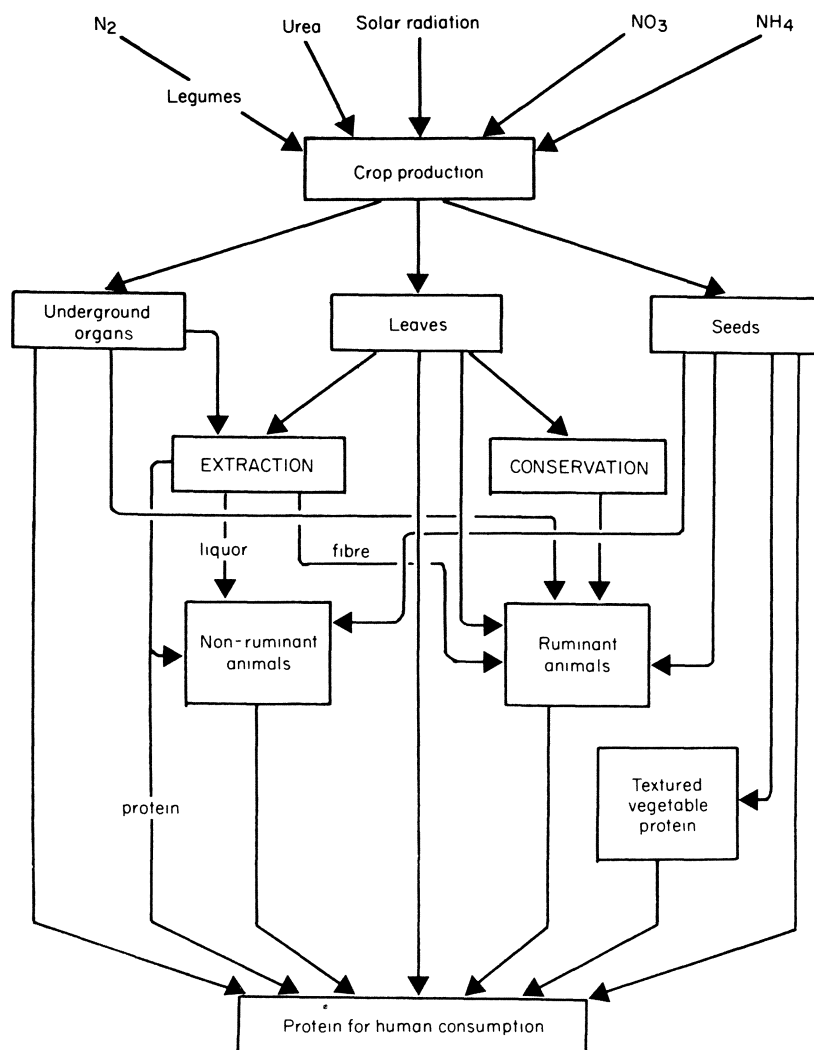 N2
Urea
Solar radiation
NO3
NH4
Legumes
Crop production
Underground
organs
Leaves
Seeds
EXTRACTION
CONSERVATION
liquor
fibre
Non-ruminant
animals
Ruminant
animals
Textured
vegetable
protein
protein
Protein for human consumption